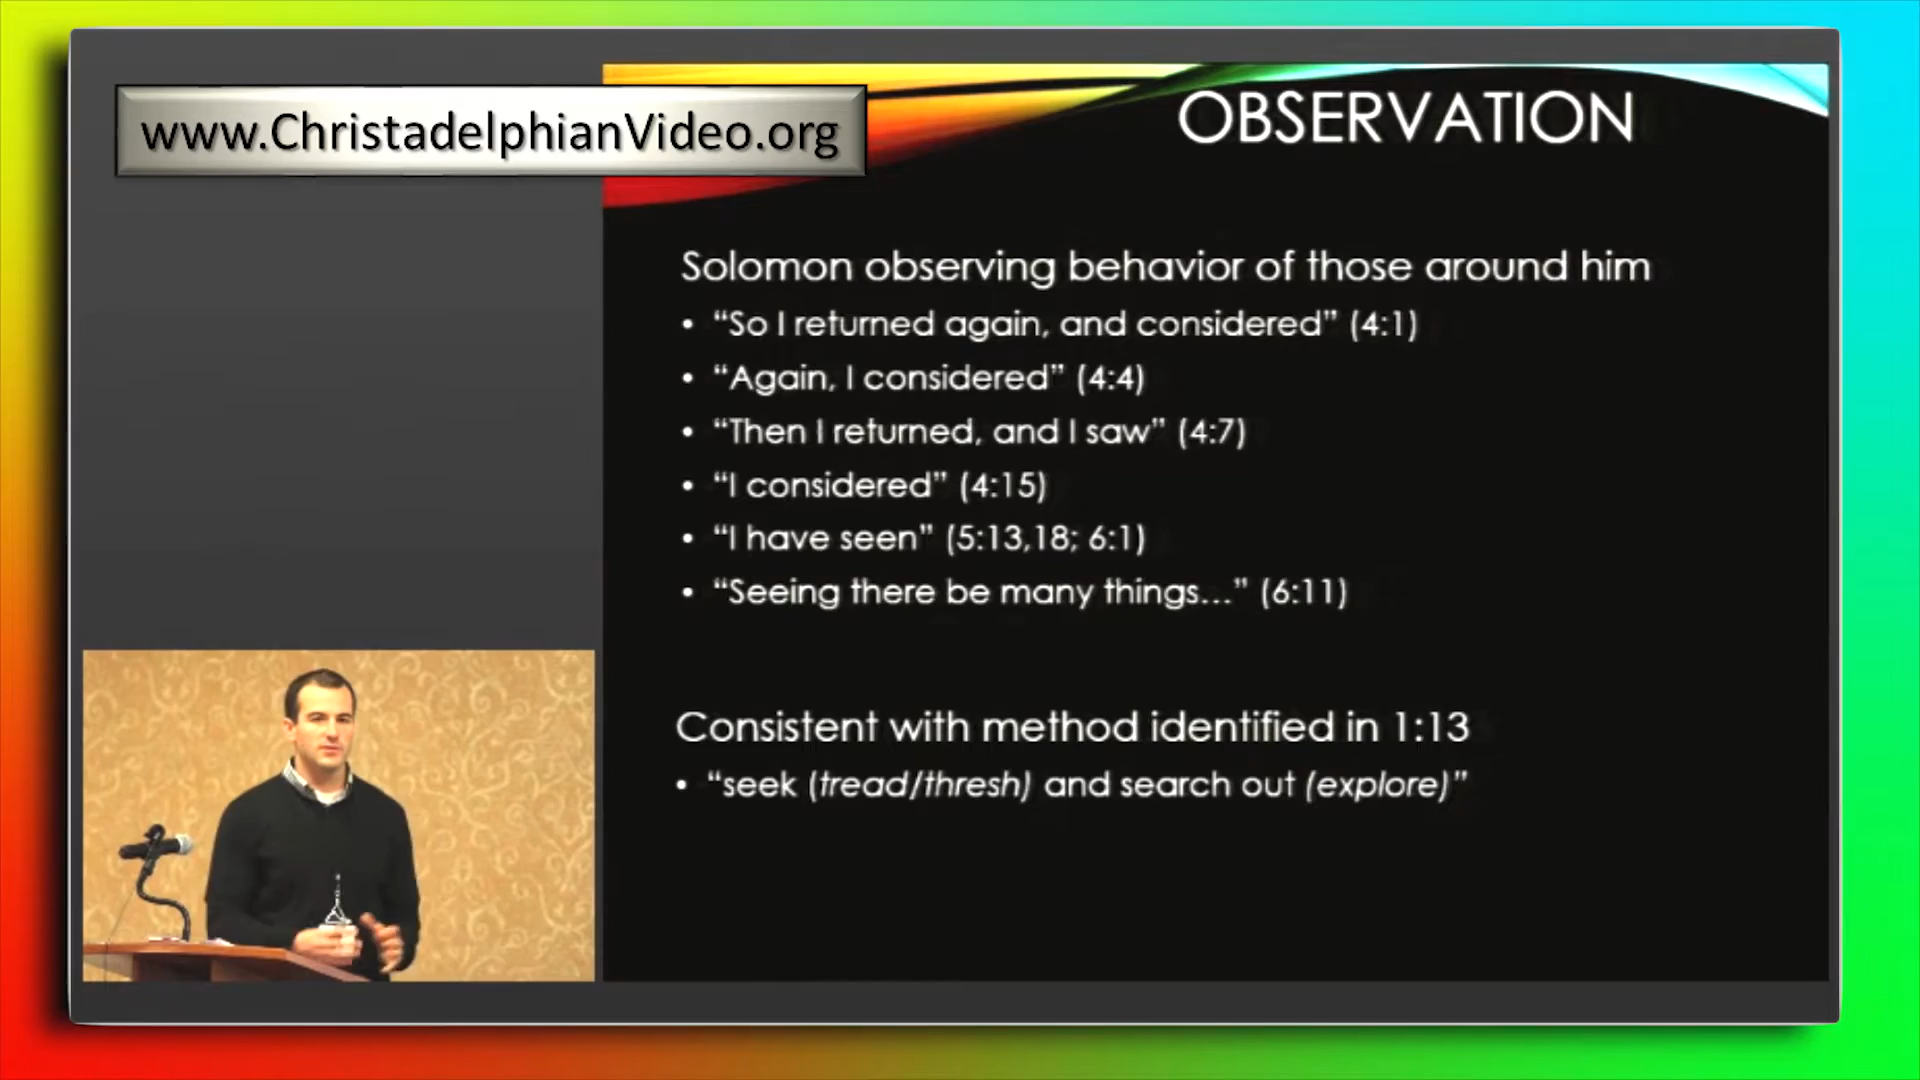 www.ChristadelphianVideo.org
OBSERVATION
Solomon observing behavior of those around him
• “So I returned again, and considered” (4:1)
• “Again, I considered” (4:4)
• “Then I returned, and I saw” (4:7)
• “I considered” (4:15)
• “I have seen” (5:13,18; 6:1)
• “Seeing there be many things…” (6:11)
Consistent with method identified in 1:13
• “seek (tread/thresh) and search out (explore)”